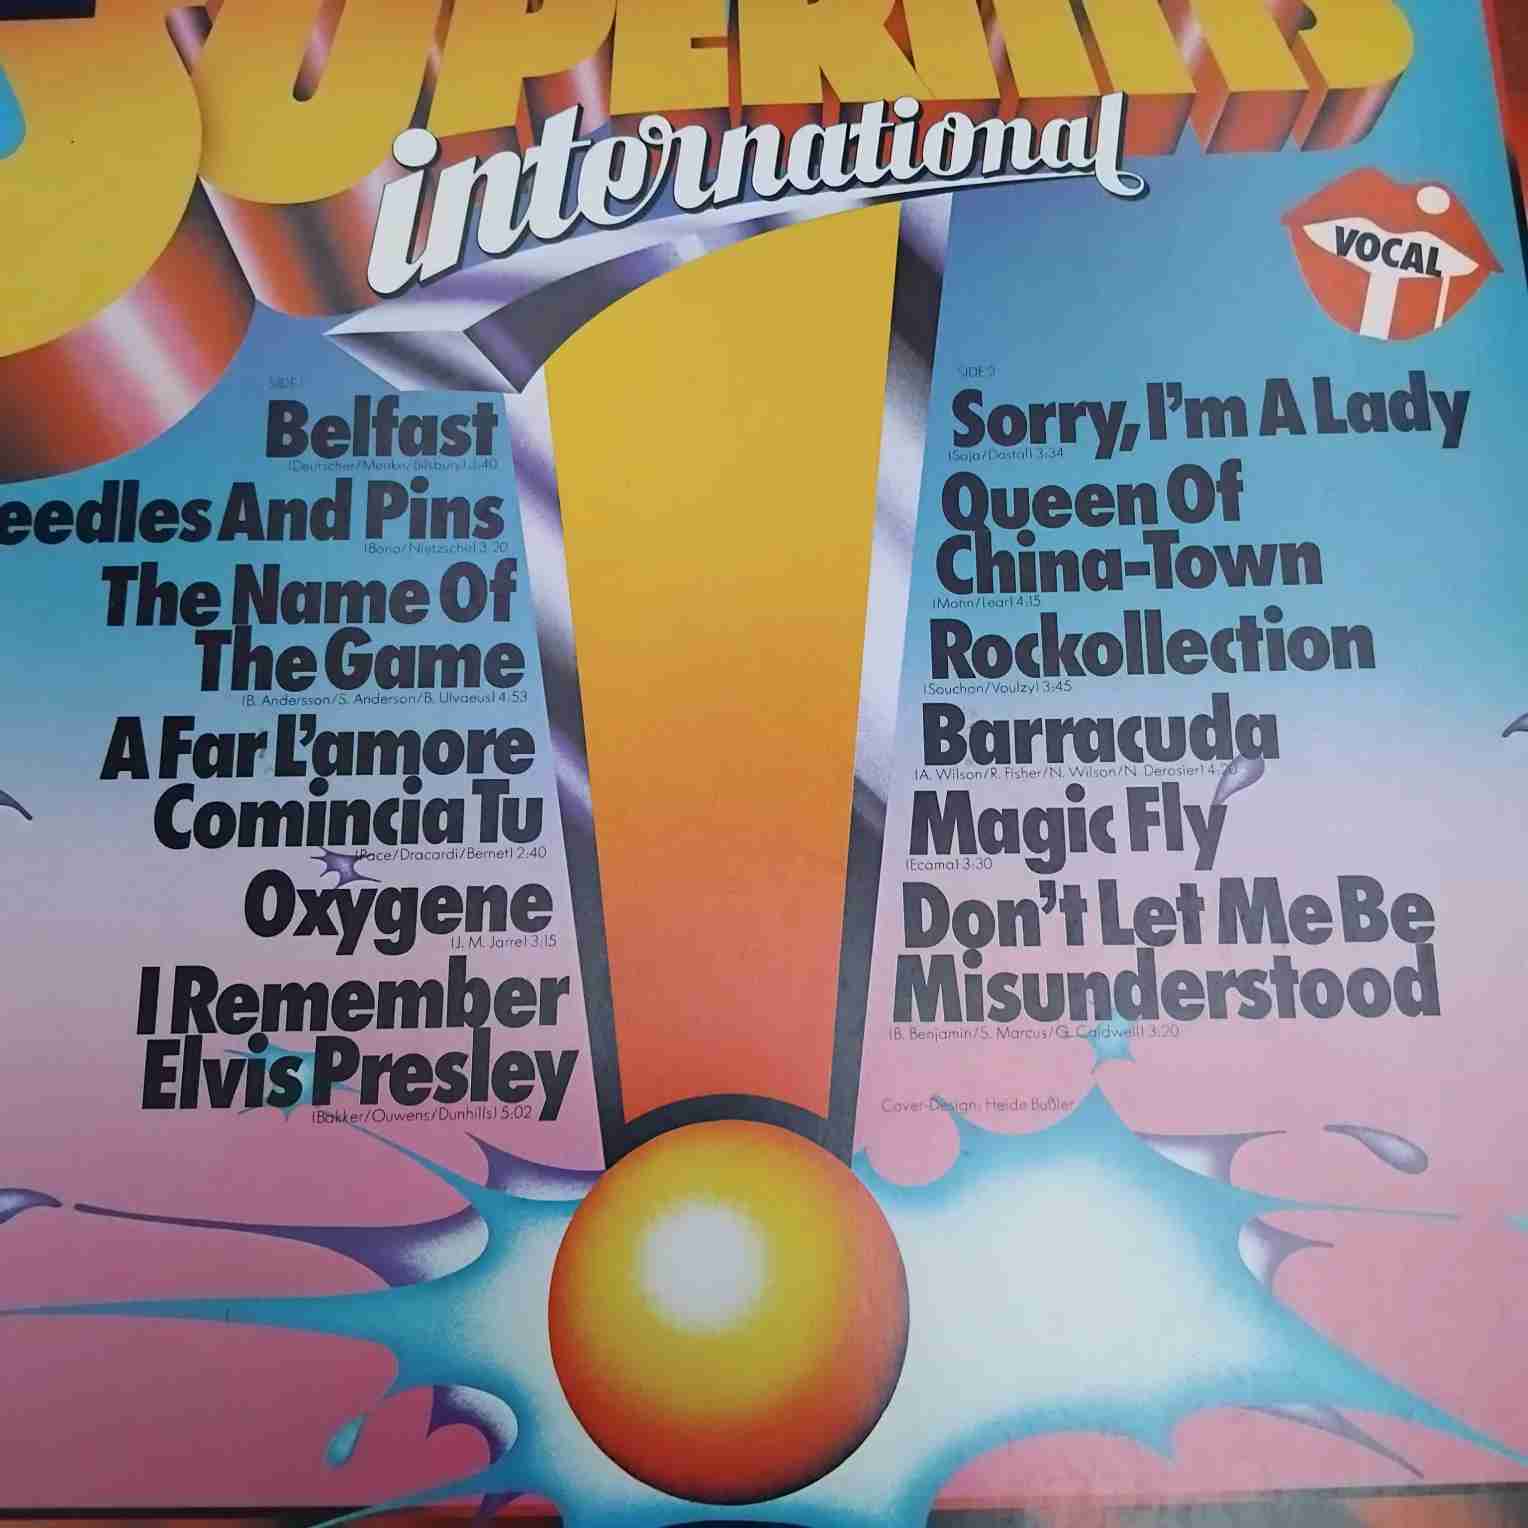 SUPERHITS
international
VOCAL
SIDE 1
Belfast
(Deutscher/Menke/Bilsbury) 3:40
eedles And Pins
(Bono/Nietzsche) 3:20
The Name Of
The Game
(B. Andersson/S. Anderson/B. Ulvaeus) 4:53
A Far L'amore
Comincia Tu
(Pace/Dracardi/Bernet) 2:40
Oxygene
(J. M. Jarre) 3:15
I Remember
Elvis Presley
(Bakker/Ouwens/Dunhills) 5:02
SIDE 2
Sorry, I'm A Lady
(Soja/Dostal) 3:34
Queen Of
China-Town
(Mohn/Lear) 4:15
Rockollection
(Souchon/Voulzy) 3:45
Barracuda
(A. Wilson/R. Fisher/N. Wilson/N. Derosier) 4:20
Magic Fly
(Ecama) 3:30
Don't Let Me Be
Misunderstood
(B. Benjamin/S. Marcus/G. Caldwell) 3:20
Cover-Design: Heide Bußler